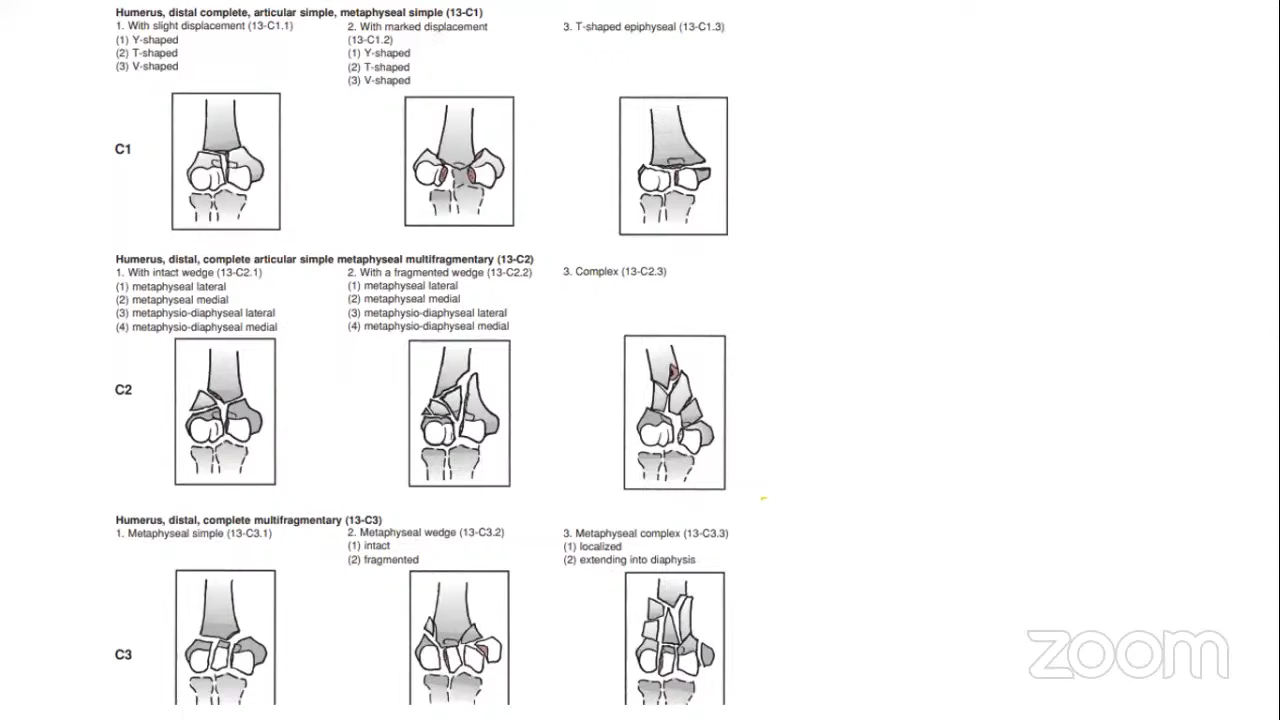 Humerus, distal complete, articular simple, metaphyseal simple (13-C1)
1. With slight displacement (13-C1.1)
(1) Y-shaped
(2) T-shaped
(3) V-shaped
2. With marked displacement
(13-C1.2)
(1) Y-shaped
(2) T-shaped
(3) V-shaped
3. T-shaped epiphyseal (13-C1.3)
C1
Humerus, distal, complete articular simple metaphyseal multifragmentary (13-C2)
1. With intact wedge (13-C2.1)
(1) metaphyseal lateral
(2) metaphyseal medial
(3) metaphysio-diaphyseal lateral
(4) metaphysio-diaphyseal medial
2. With a fragmented wedge (13-C2.2)
(1) metaphyseal lateral
(2) metaphyseal medial
(3) metaphysio-diaphyseal lateral
(4) metaphysio-diaphyseal medial
3. Complex (13-C2.3)
C2
Humerus, distal, complete multifragmentary (13-C3)
1. Metaphyseal simple (13-C3.1)
2. Metaphyseal wedge (13-C3.2)
(1) intact
(2) fragmented
3. Metaphyseal complex (13-C3.3)
(1) localized
(2) extending into diaphysis
C3
zoom